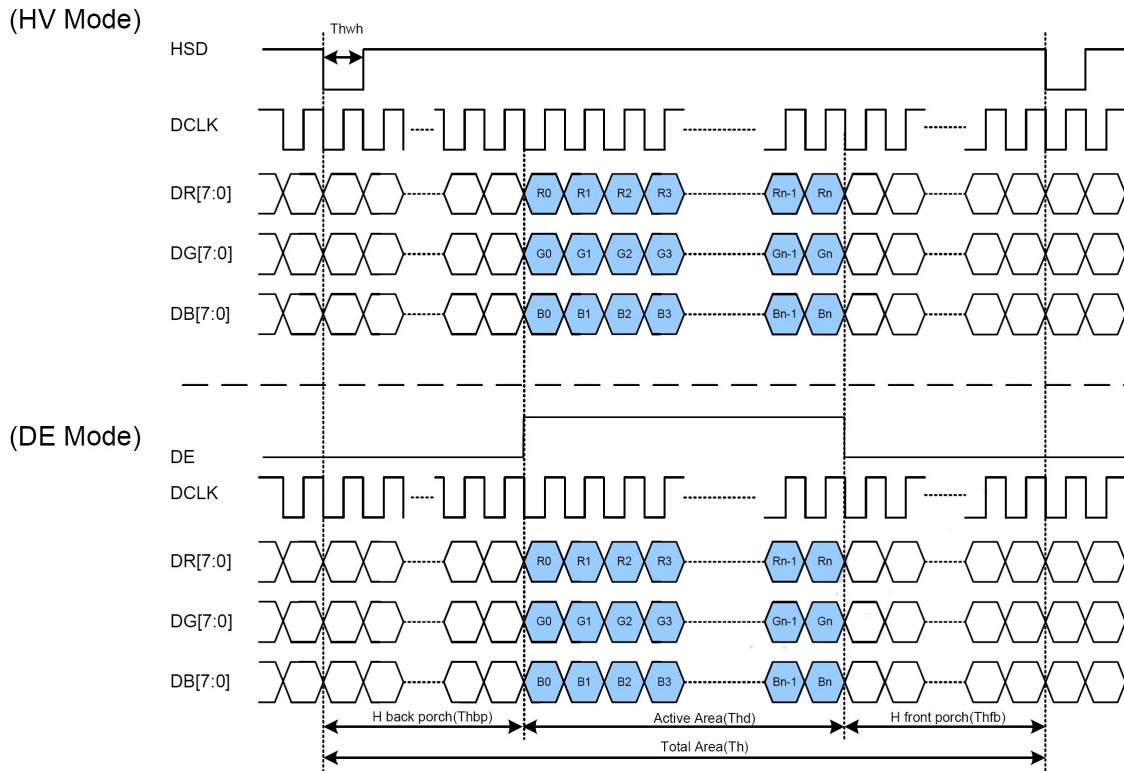 (HV Mode)
Thwh
HSD
DCLK
DR[7:0] R0 R1 R2 R3 Rn-1 Rn
DG[7:0] G0 G1 G2 G3 Gn-1 Gn
DB[7:0] B0 B1 B2 B3 Bn-1 Bn
(DE Mode)
DE
DCLK
DR[7:0] R0 R1 R2 R3 Rn-1 Rn
DG[7:0] G0 G1 G2 G3 Gn-1 Gn
DB[7:0] B0 B1 B2 B3 Bn-1 Bn
H back porch(Thbp) Active Area(Thd) H front porch(Thfb)
Total Area(Th)